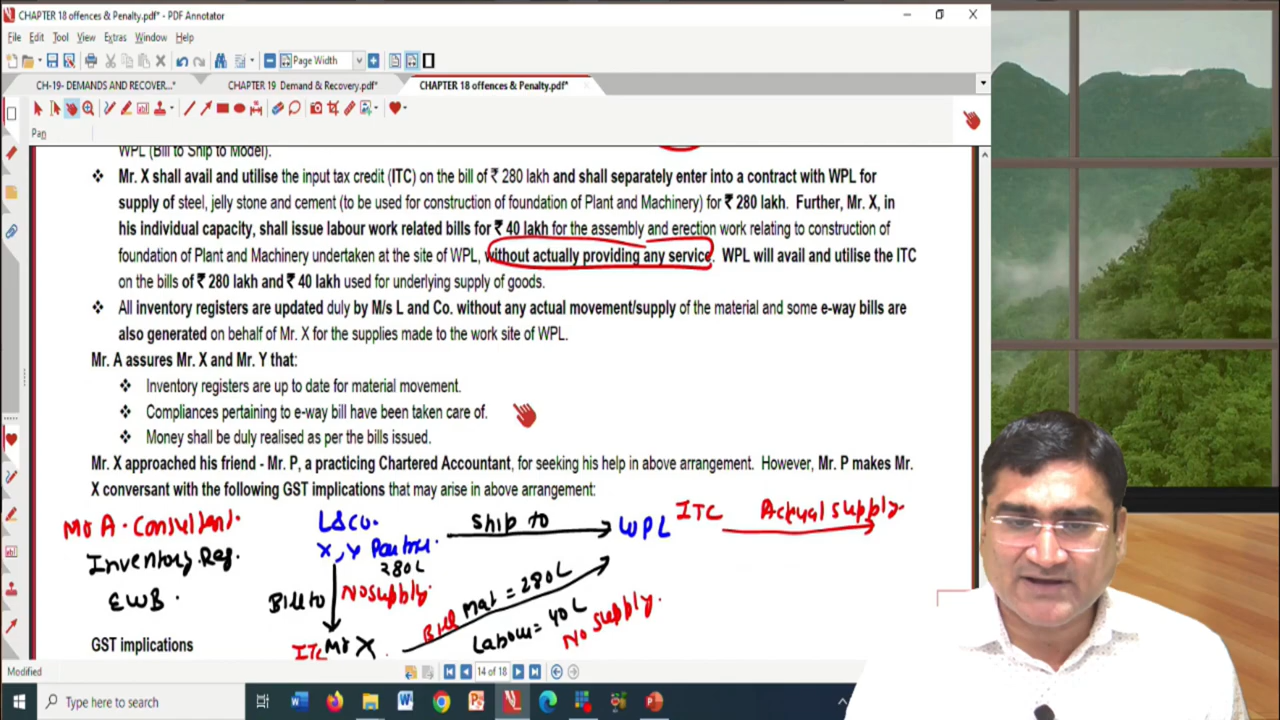 CHAPTER 18 offences & Penalty.pdf* - PDF Annotator
File Edit Tool View Extras Window Help
Page Width
CH-19- DEMANDS AND RECOVER...* CHAPTER 19 Demand & Recovery.pdf* CHAPTER 18 offences & Penalty.pdf*
Pan
WPL (Bill to Ship to Model).
❖ Mr. X shall avail and utilise the input tax credit (ITC) on the bill of ₹ 280 lakh and shall separately enter into a contract with WPL for
supply of steel, jelly stone and cement (to be used for construction of foundation of Plant and Machinery) for ₹ 280 lakh. Further, Mr. X, in
his individual capacity, shall issue labour work related bills for ₹ 40 lakh for the assembly and erection work relating to construction of
foundation of Plant and Machinery undertaken at the site of WPL, without actually providing any service. WPL will avail and utilise the ITC
on the bills of ₹ 280 lakh and ₹ 40 lakh used for underlying supply of goods.
❖ All inventory registers are updated duly by M/s L and Co. without any actual movement/supply of the material and some e-way bills are
also generated on behalf of Mr. X for the supplies made to the work site of WPL.
Mr. A assures Mr. X and Mr. Y that:
❖ Inventory registers are up to date for material movement.
❖ Compliances pertaining to e-way bill have been taken care of.
❖ Money shall be duly realised as per the bills issued.
Mr. X approached his friend - Mr. P, a practicing Chartered Accountant, for seeking his help in above arrangement. However, Mr. P makes Mr.
X conversant with the following GST implications that may arise in above arrangement:
Mr A. Consultant. L&Co. Ship to WPL ITC Actual supply.
Inventory Reg. X, Y Partner. 280L
EWB. Bill to No supply. Bill Mat = 280L
Labour = 40L No supply.
GST implications ITC Mr X
Modified 14 of 18
Type here to search